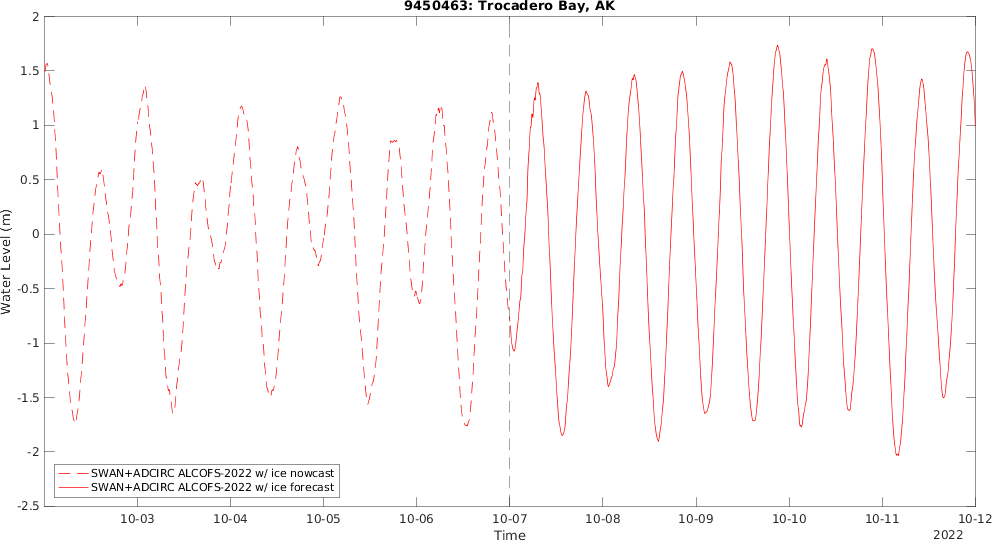 9450463: Trocadero Bay, AK
2
1.5
1
0.5
0
-0.5
-1
-1.5
-2
-2.5
Water Level (m)
SWAN+ADCIRC ALCOFS-2022 w/ ice nowcast
SWAN+ADCIRC ALCOFS-2022 w/ ice forecast
10-03 10-04 10-05 10-06 10-07 10-08 10-09 10-10 10-11 10-12
Time
2022